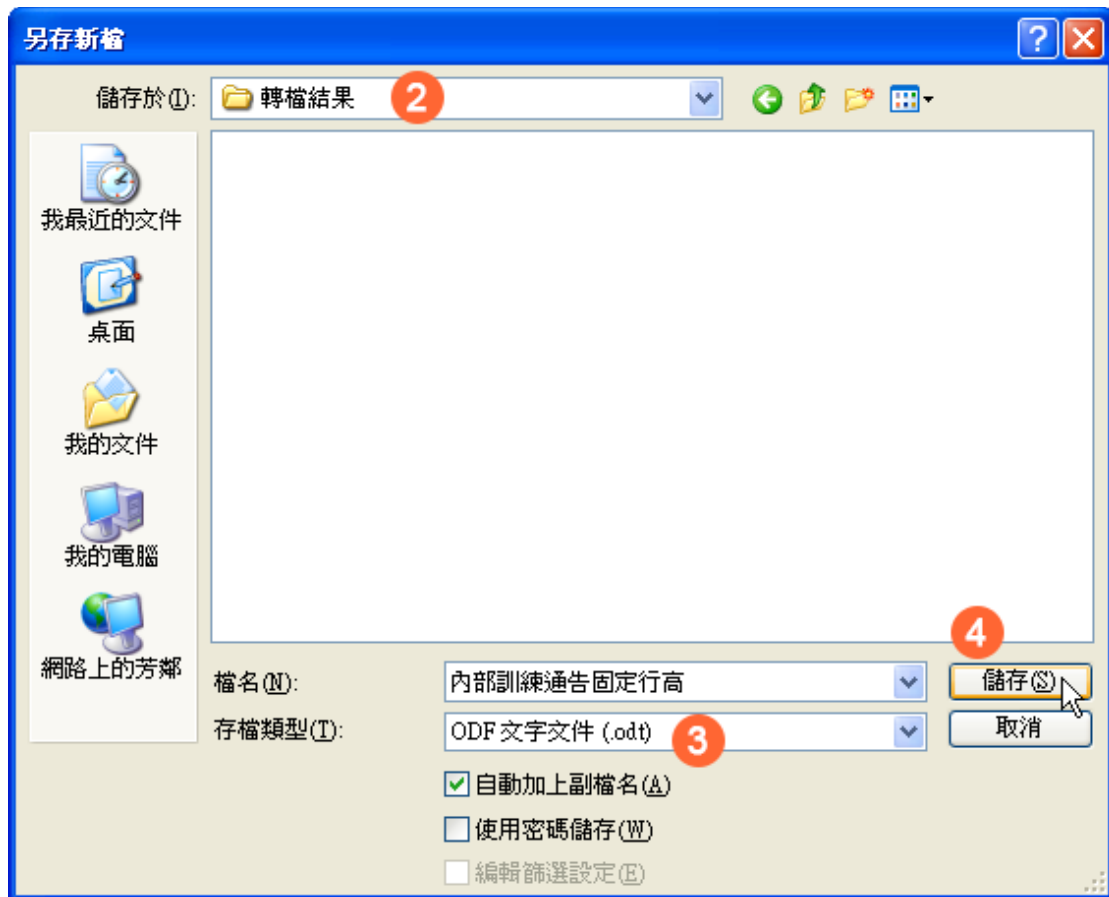 另存新檔
儲存於(I): 轉檔結果 2
我最近的文件
桌面
我的文件
我的電腦
網路上的芳鄰
4
檔名(N): 內部訓練通告固定行高 儲存(S)
存檔類型(T): ODF 文字文件 (.odt) 3 取消
自動加上副檔名(A)
使用密碼儲存(W)
編輯篩選設定(E)